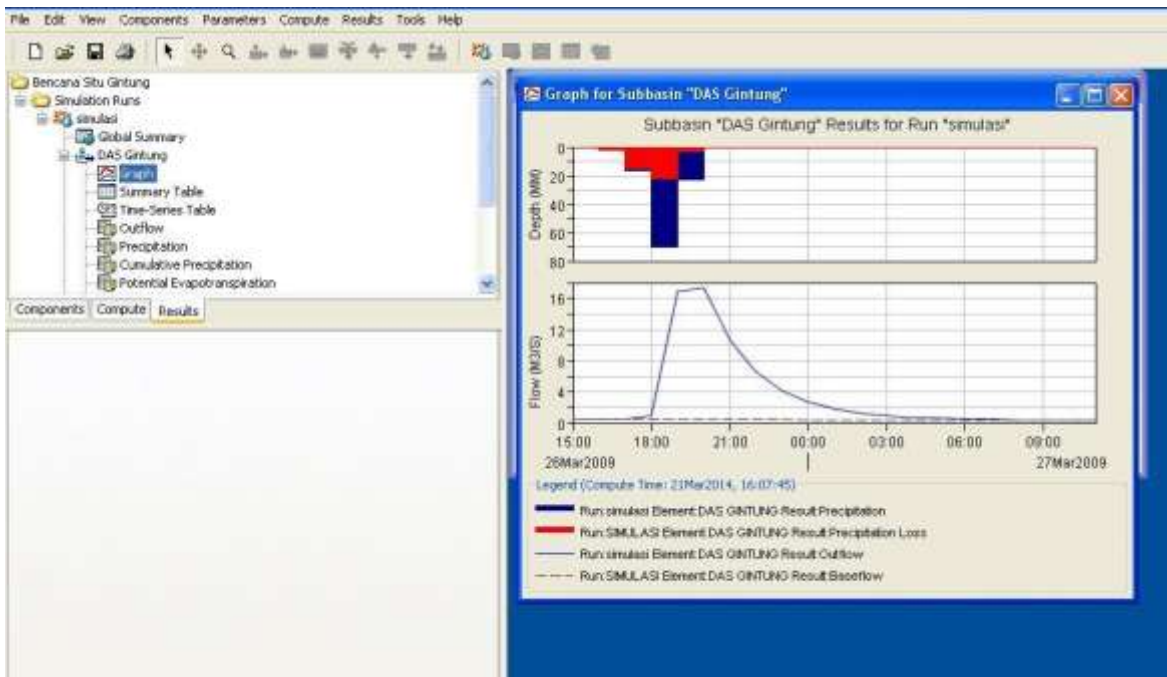 File Edit View Components Parameters Compute Results Tools Help
Bencana Situ Gintung
Simulation Runs
simulasi
Global Summary
DAS Gintung
Graph
Summary Table
Time-Series Table
Outflow
Precipitation
Cumulative Precipitation
Potential Evapotranspiration
Components Compute Results
Graph for Subbasin "DAS Gintung"
Subbasin "DAS Gintung" Results for Run "simulasi"
Depth (MM)
0
20
40
60
80
Flow (M3/S)
16
12
8
4
0
15:00 18:00 21:00 00:00 03:00 06:00 09:00
26Mar2009 27Mar2009
Legend (Compute Time: 21Mar2014, 16:07:45)
Run:simulasi Element:DAS GINTUNG Result:Precipitation
Run:SIMULASI Element:DAS GINTUNG Result:Precipitation Loss
Run:simulasi Element:DAS GINTUNG Result:Outflow
Run:SIMULASI Element:DAS GINTUNG Result:Baseflow